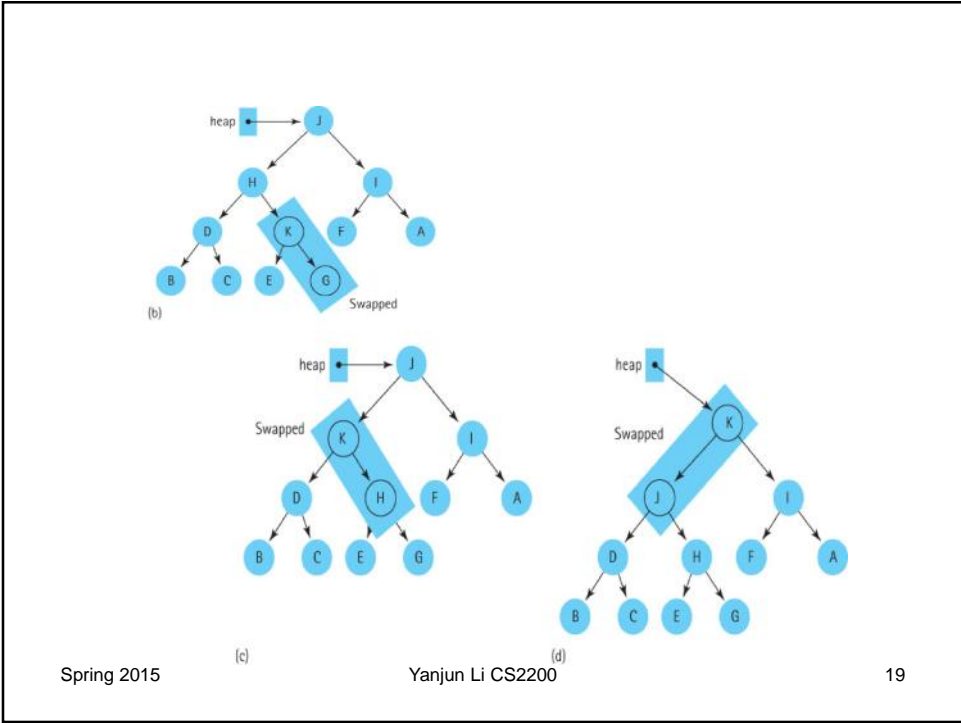 heap J
H I
D K F A
B C E G
Swapped
(b)
heap J
Swapped K I
D H F A
B C E G
(c)
heap K
Swapped
J I
D H F A
B C E G
(d)
Spring 2015 Yanjun Li CS2200 19